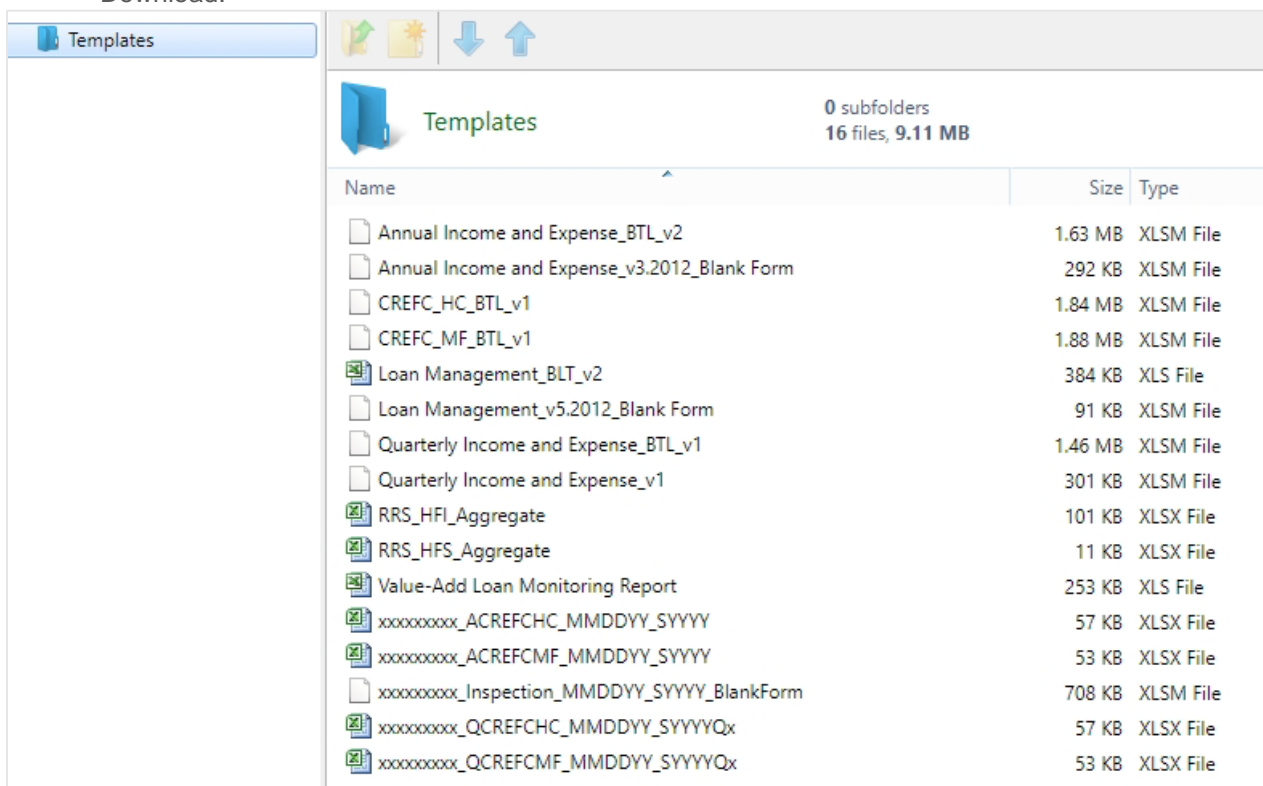 Download.
Templates
Templates
0 subfolders
16 files, 9.11 MB
Name Size Type
Annual Income and Expense_BTL_v2 1.63 MB XLSM File
Annual Income and Expense_v3.2012_Blank Form 292 KB XLSM File
CREFC_HC_BTL_v1 1.84 MB XLSM File
CREFC_MF_BTL_v1 1.88 MB XLSM File
Loan Management_BLT_v2 384 KB XLS File
Loan Management_v5.2012_Blank Form 91 KB XLSM File
Quarterly Income and Expense_BTL_v1 1.46 MB XLSM File
Quarterly Income and Expense_v1 301 KB XLSM File
RRS_HFI_Aggregate 101 KB XLSX File
RRS_HFS_Aggregate 11 KB XLSX File
Value-Add Loan Monitoring Report 253 KB XLS File
xxxxxxxxx_ACREFCHC_MMDDYY_SYYYY 57 KB XLSX File
xxxxxxxxx_ACREFCMF_MMDDYY_SYYYY 53 KB XLSX File
xxxxxxxxx_Inspection_MMDDYY_SYYYY_BlankForm 708 KB XLSM File
xxxxxxxxx_QCREFCHC_MMDDYY_SYYYYQx 57 KB XLSX File
xxxxxxxxx_QCREFCMF_MMDDYY_SYYYYQx 53 KB XLSX File